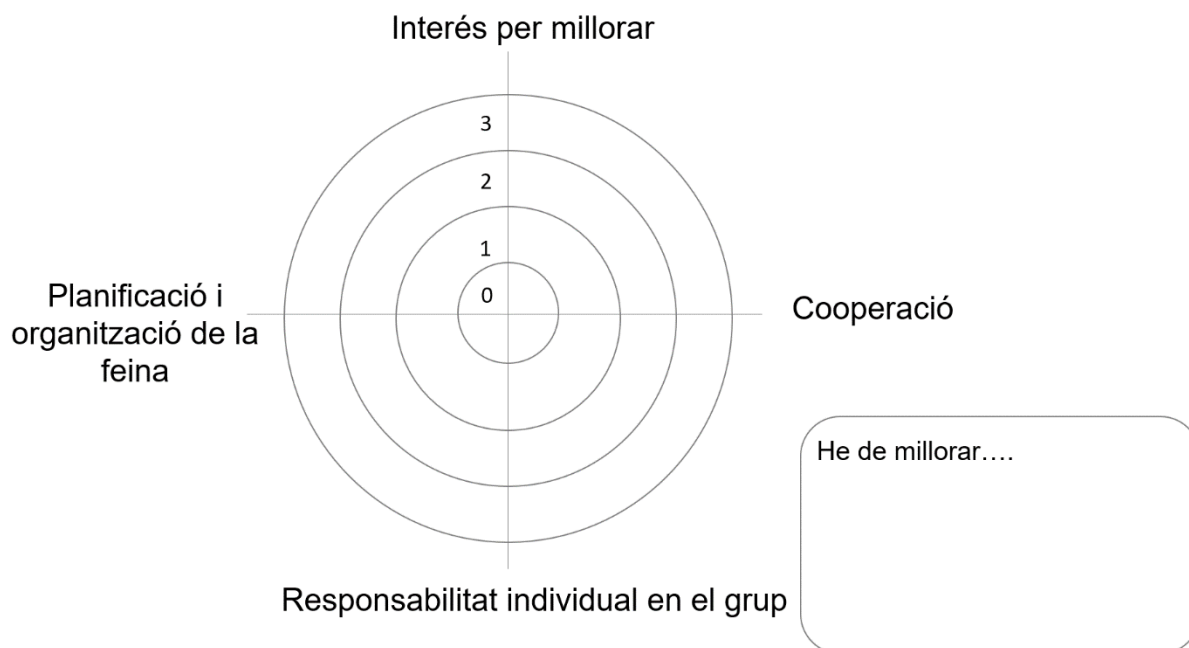 Interés per millorar
3
2
1
0
Planificació i
organització de la
feina
Cooperació
He de millorar….
Responsabilitat individual en el grup